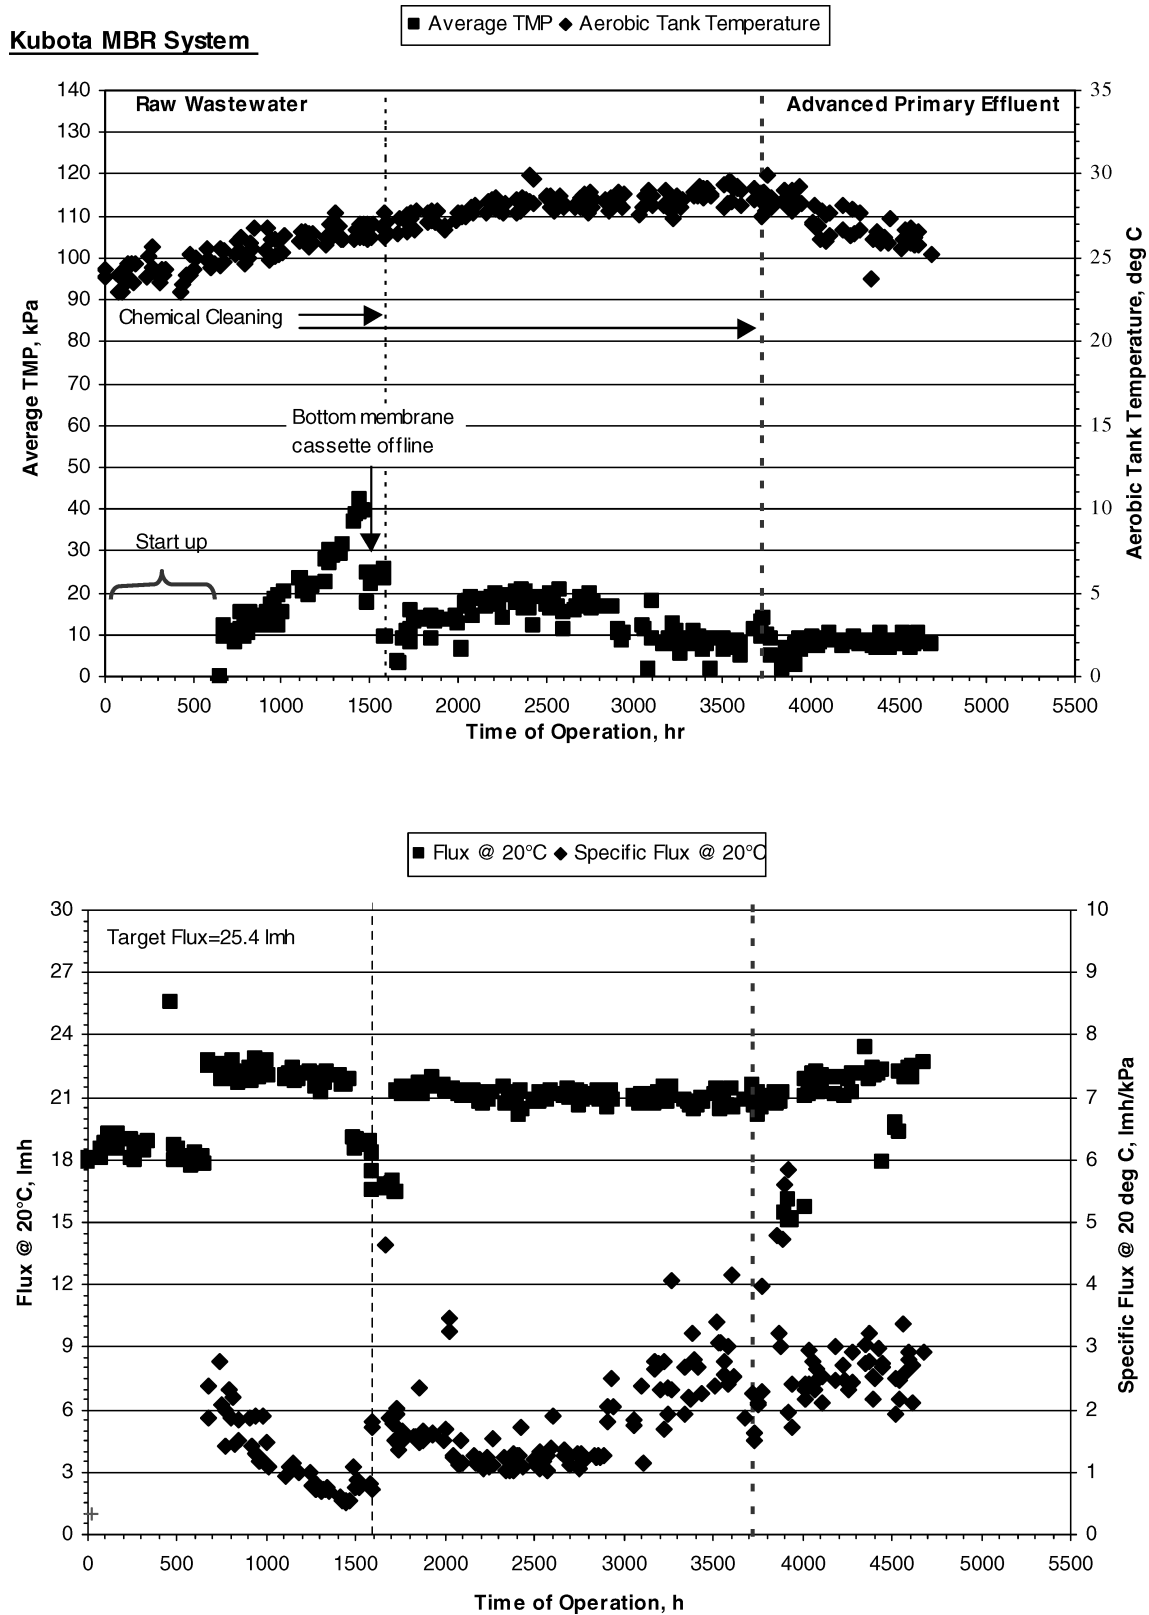 Average TMP Aerobic Tank Temperature
Kubota MBR System
Raw Wastewater
Advanced Primary Effluent
140
130
120
110
100
90
80
70
60
50
40
30
20
10
0
35
30
25
20
15
10
5
0
Average TMP, kPa
Aerobic Tank Temperature, deg C
Chemical Cleaning
Bottom membrane
cassette offline
Start up
0 500 1000 1500 2000 2500 3000 3500 4000 4500 5000 5500
Time of Operation, hr
Flux @ 20°C Specific Flux @ 20°C
Target Flux=25.4 lmh
30
27
24
21
18
15
12
9
6
3
0
10
9
8
7
6
5
4
3
2
1
0
Flux @ 20°C, lmh
Specific Flux @ 20 deg C, lmh/kPa
0 500 1000 1500 2000 2500 3000 3500 4000 4500 5000 5500
Time of Operation, h